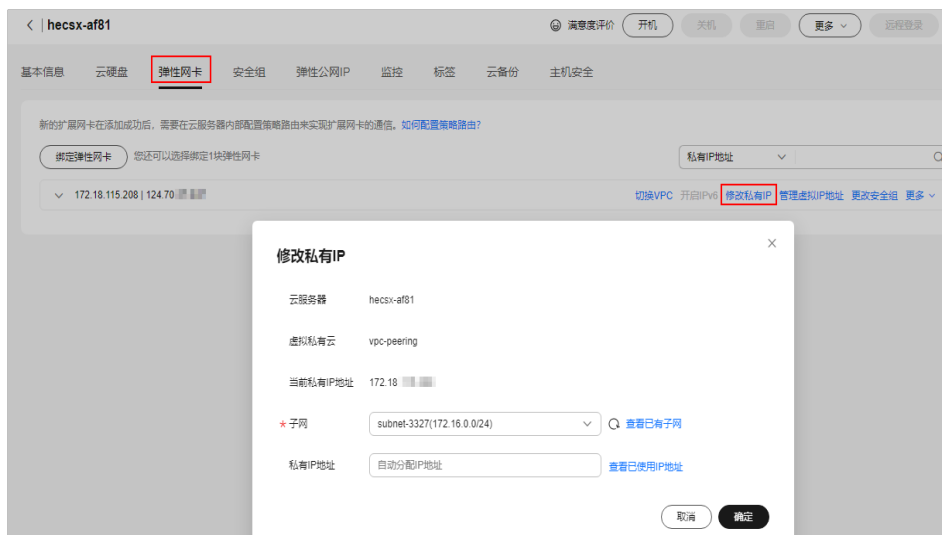 hecsx-af81 满意度评价 开机 关机 重启 更多 远程登录
基本信息 云硬盘 弹性网卡 安全组 弹性公网IP 监控 标签 云备份 主机安全
新的扩展网卡在添加成功后，需要在云服务器内部配置策略路由来实现扩展网卡的通信。如何配置策略路由?
绑定弹性网卡 您还可以选择绑定1块弹性网卡 私有IP地址
172.18.115.208 | 124.70 切换VPC 开启IPv6 修改私有IP 管理虚拟IP地址 更改安全组 更多
修改私有IP
云服务器 hecsx-af81
虚拟私有云 vpc-peering
当前私有IP地址 172.18
* 子网 subnet-3327(172.16.0.0/24) 查看已有子网
私有IP地址 自动分配IP地址 查看已使用IP地址
取消 确定